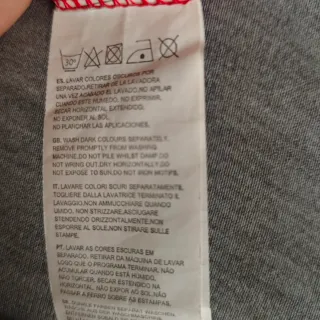 30°
ES. LAVAR COLORES OSCUROS POR
SEPARADO,RETIRAR DE LA LAVADORA
UNA VEZ ACABADO EL LAVADO,NO APILAR
CUANDO ESTE HUMEDO, NO EXPRIMIR,
SECAR HORIZONTAL EXTENDIDO,
NO EXPONER AL SOL,
NO PLANCHAR LAS APLICACIONES.
GB. WASH DARK COLOURS SEPARATELY,
REMOVE PROMPTLY FROM WASHING
MACHINE,DO NOT PILE WHILST DAMP,DO
NOT WRING OUT,DRY HORIZONTALLY,DO
NOT EXPOSE TO SUN,DO NOT IRON MOTIFS.
IT. LAVARE COLORI SCURI SEPARATAMENTE,
TOGLIERE DALLA LAVATRICE TERMINATO IL
LAVAGGIO,NON AMMUCCHIARE QUANDO
UMIDO, NON STRIZZARE,ASCIUGARE
DISTESO ORIZZONTALMENTE,NON
ESPORRE AL SOLE,NON STIRARE SULLE
STAMPE.
PT. LAVAR AS CORES ESCURAS EM
SEPARADO, RETIRAR DA MÁQUINA DE LAVAR
LOGO QUE O PROGRAMA TERMINAR, NÃO
ACUMULAR QUANDO ESTÁ HÚMIDO,
NÃO TORCER, SECAR ESTENDIDO NA
HORIZONTAL, NÃO EXPOR AO SOL,NÃO
PASSAR A FERRO SOBRE AS ESTAMPAS.